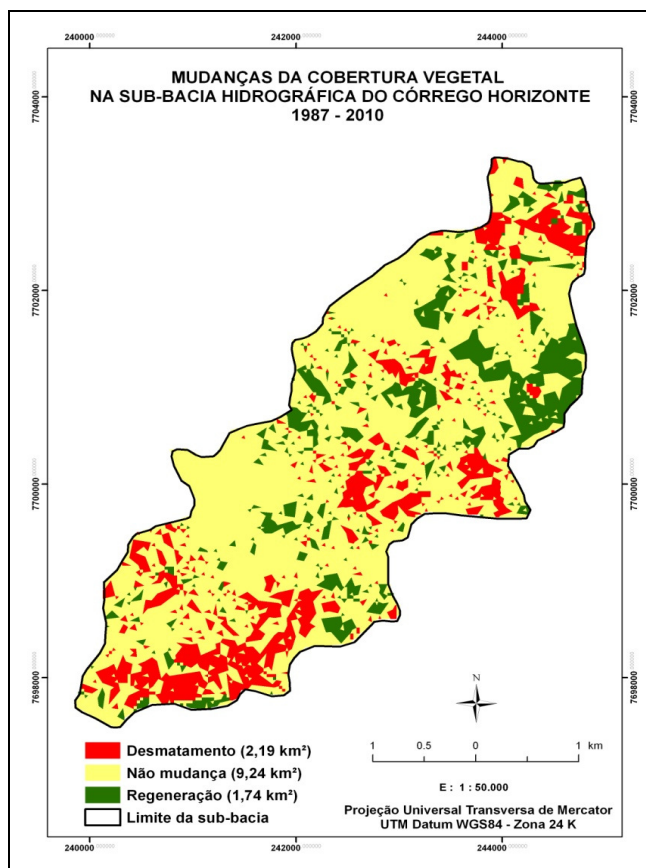 240000,000000
242000,000000
244000,000000
MUDANÇAS DA COBERTURA VEGETAL
NA SUB-BACIA HIDROGRÁFICA DO CÓRREGO HORIZONTE
1987 - 2010
7704000
7704000
7702000
7702000
7700000
7700000
7698000
7698000
N
Desmatamento (2,19 km²)
Não mudança (9,24 km²)
Regeneração (1,74 km²)
Limite da sub-bacia
1 0.5 0 1 km
E : 1 : 50.000
Projeção Universal Transversa de Mercator
UTM Datum WGS84 - Zona 24 K
240000
242000
244000